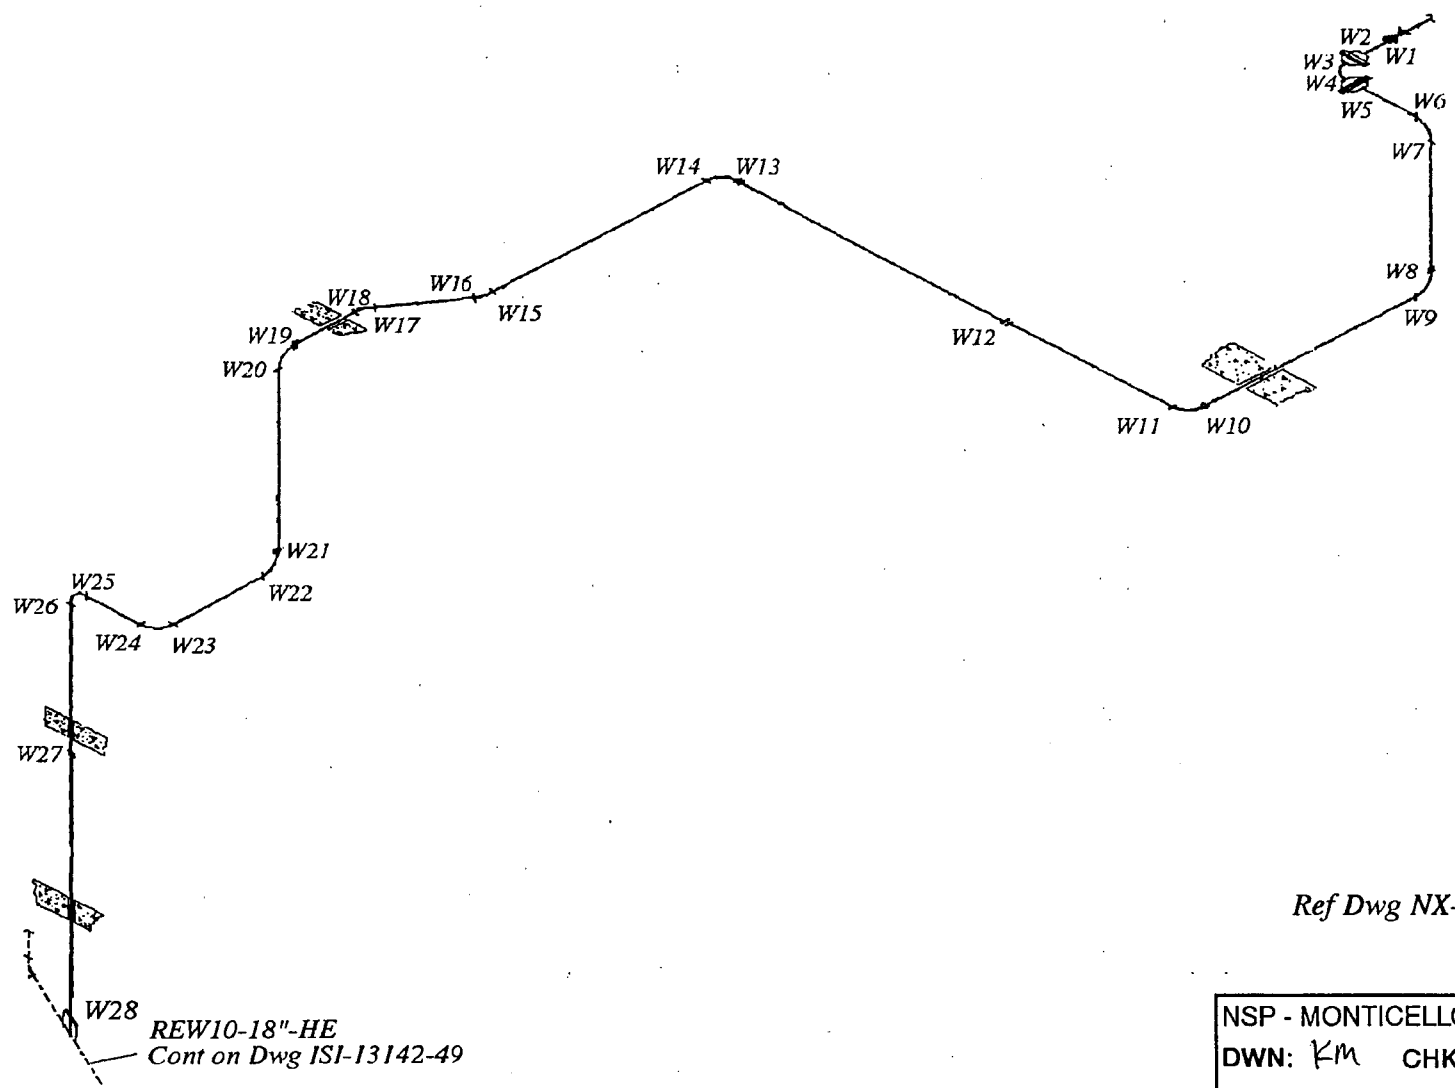 W2
W1
W3
W4
W5
W6
W7
W14
W13
W8
W16
W18
W15
W9
W17
W12
W19
W20
W11
W10
W21
W25
W22
W26
W24
W23
W27
Ref Dwg NX-
W28
REW10-18"-HE
Cont on Dwg ISI-13142-49
NSP - MONTICELLO
DWN: KM CHK